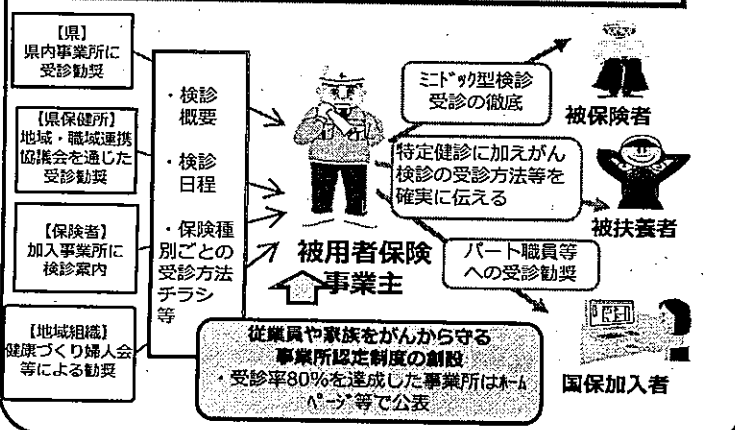 【県】
県内事業所に
受診勧奨
【県保健所】
地域・職域連携
協議会を通じた
受診勧奨
【保険者】
加入事業所に
検診案内
【地域組織】
健康づくり婦人会
等による勧奨
・検診
概要
・検診
日程
・保険種
別ごとの
受診方法
チラシ
等
被用者保険
事業主
ミニドック型検診
受診の徹底
特定健診に加えがん
検診の受診方法等を
確実に伝える
パート職員等
への受診勧奨
被保険者
被扶養者
国保加入者
従業員や家族をがんから守る
事業所認定制度の創設
・受診率80%を達成した事業所はホーム
ページ等で公表